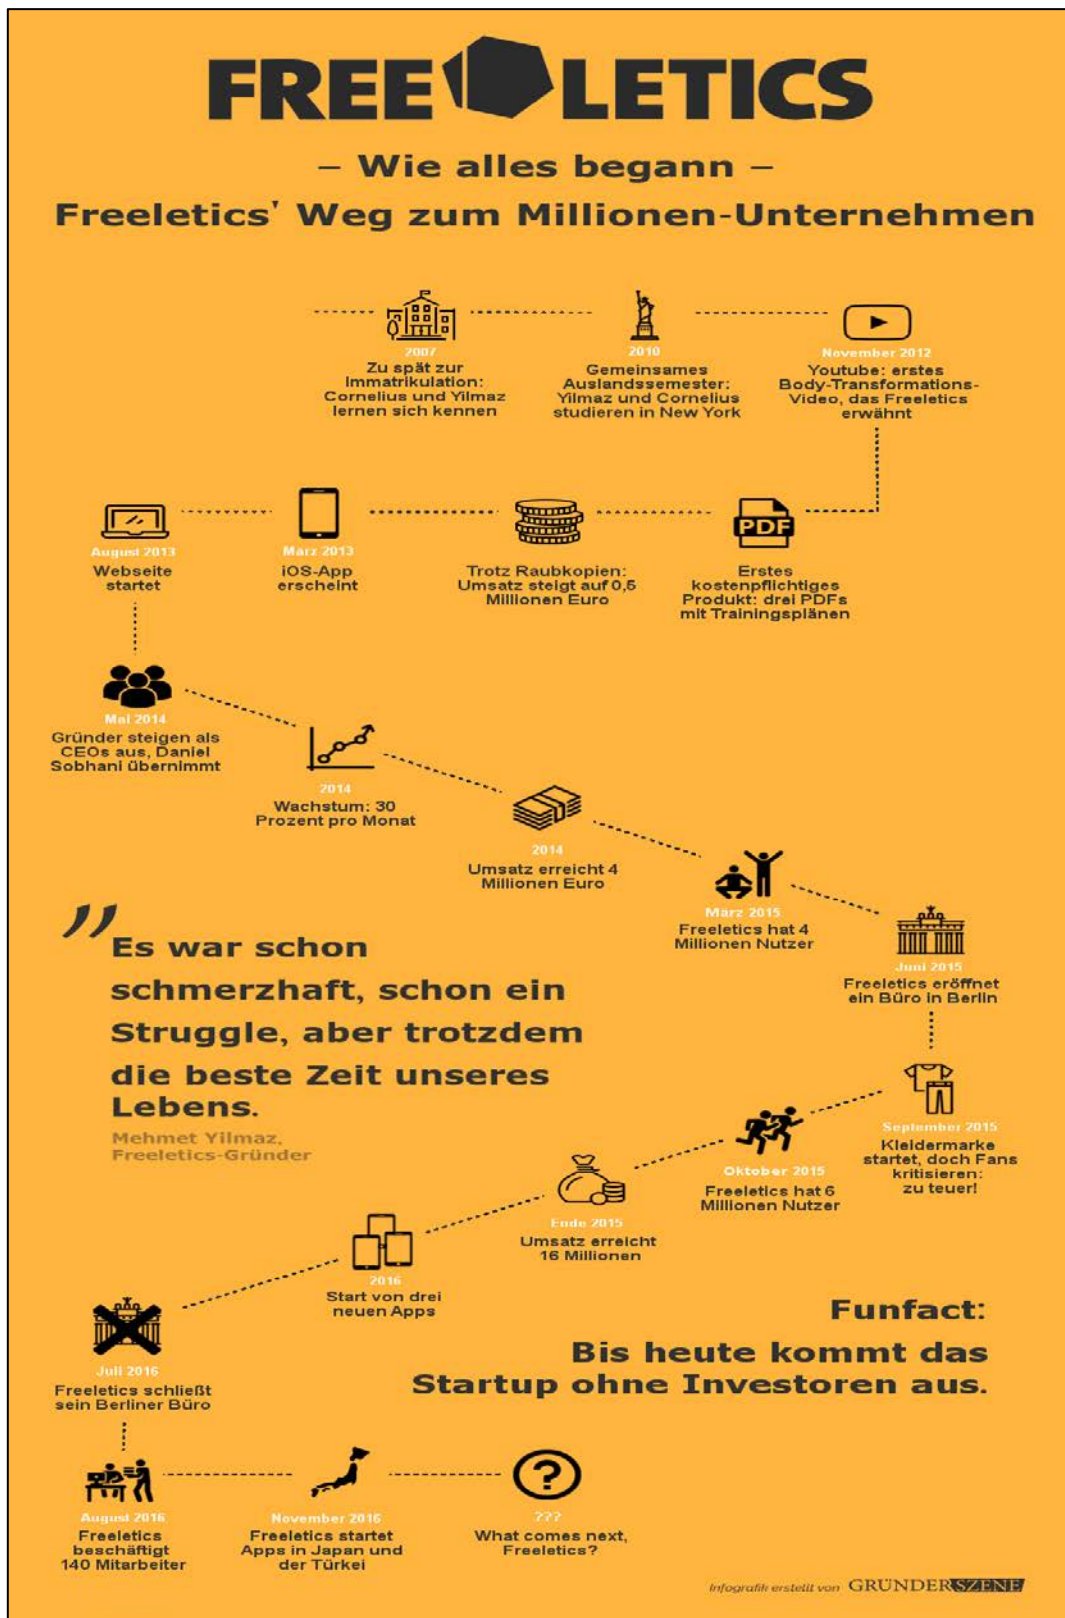 FREELETICS
– Wie alles begann –
Freeletics' Weg zum Millionen-Unternehmen
2007
Zu spät zur
Immatrikulation:
Cornelius und Yilmaz
lernen sich kennen
2010
Gemeinsames
Auslandssemester:
Yilmaz und Cornelius
studieren in New York
November 2012
Youtube: erstes
Body-Transformations-
Video, das Freeletics
erwähnt
PDF
Erstes
kostenpflichtiges
Produkt: drei PDFs
mit Trainingsplänen
Trotz Raubkopien:
Umsatz steigt auf 0,5
Millionen Euro
März 2013
iOS-App
erscheint
August 2013
Webseite
startet
Mai 2014
Gründer steigen als
CEOs aus, Daniel
Sobhani übernimmt
2014
Wachstum: 30
Prozent pro Monat
2014
Umsatz erreicht 4
Millionen Euro
März 2015
Freeletics hat 4
Millionen Nutzer
Juni 2015
Freeletics eröffnet
ein Büro in Berlin
"Es war schon
schmerzhaft, schon ein
Struggle, aber trotzdem
die beste Zeit unseres
Lebens.
Mehmet Yilmaz,
Freeletics-Gründer
September 2015
Kleidermarke
startet, doch Fans
kritisieren:
zu teuer!
Oktober 2015
Freeletics hat 6
Millionen Nutzer
Ende 2015
Umsatz erreicht
16 Millionen
2016
Start von drei
neuen Apps
Juli 2016
Freeletics schließt
sein Berliner Büro
Funfact:
Bis heute kommt das
Startup ohne Investoren aus.
August 2016
Freeletics
beschäftigt
140 Mitarbeiter
November 2016
Freeletics startet
Apps in Japan und
der Türkei
?
???
What comes next,
Freeletics?
Infografik erstellt von GRÜNDERSZENE